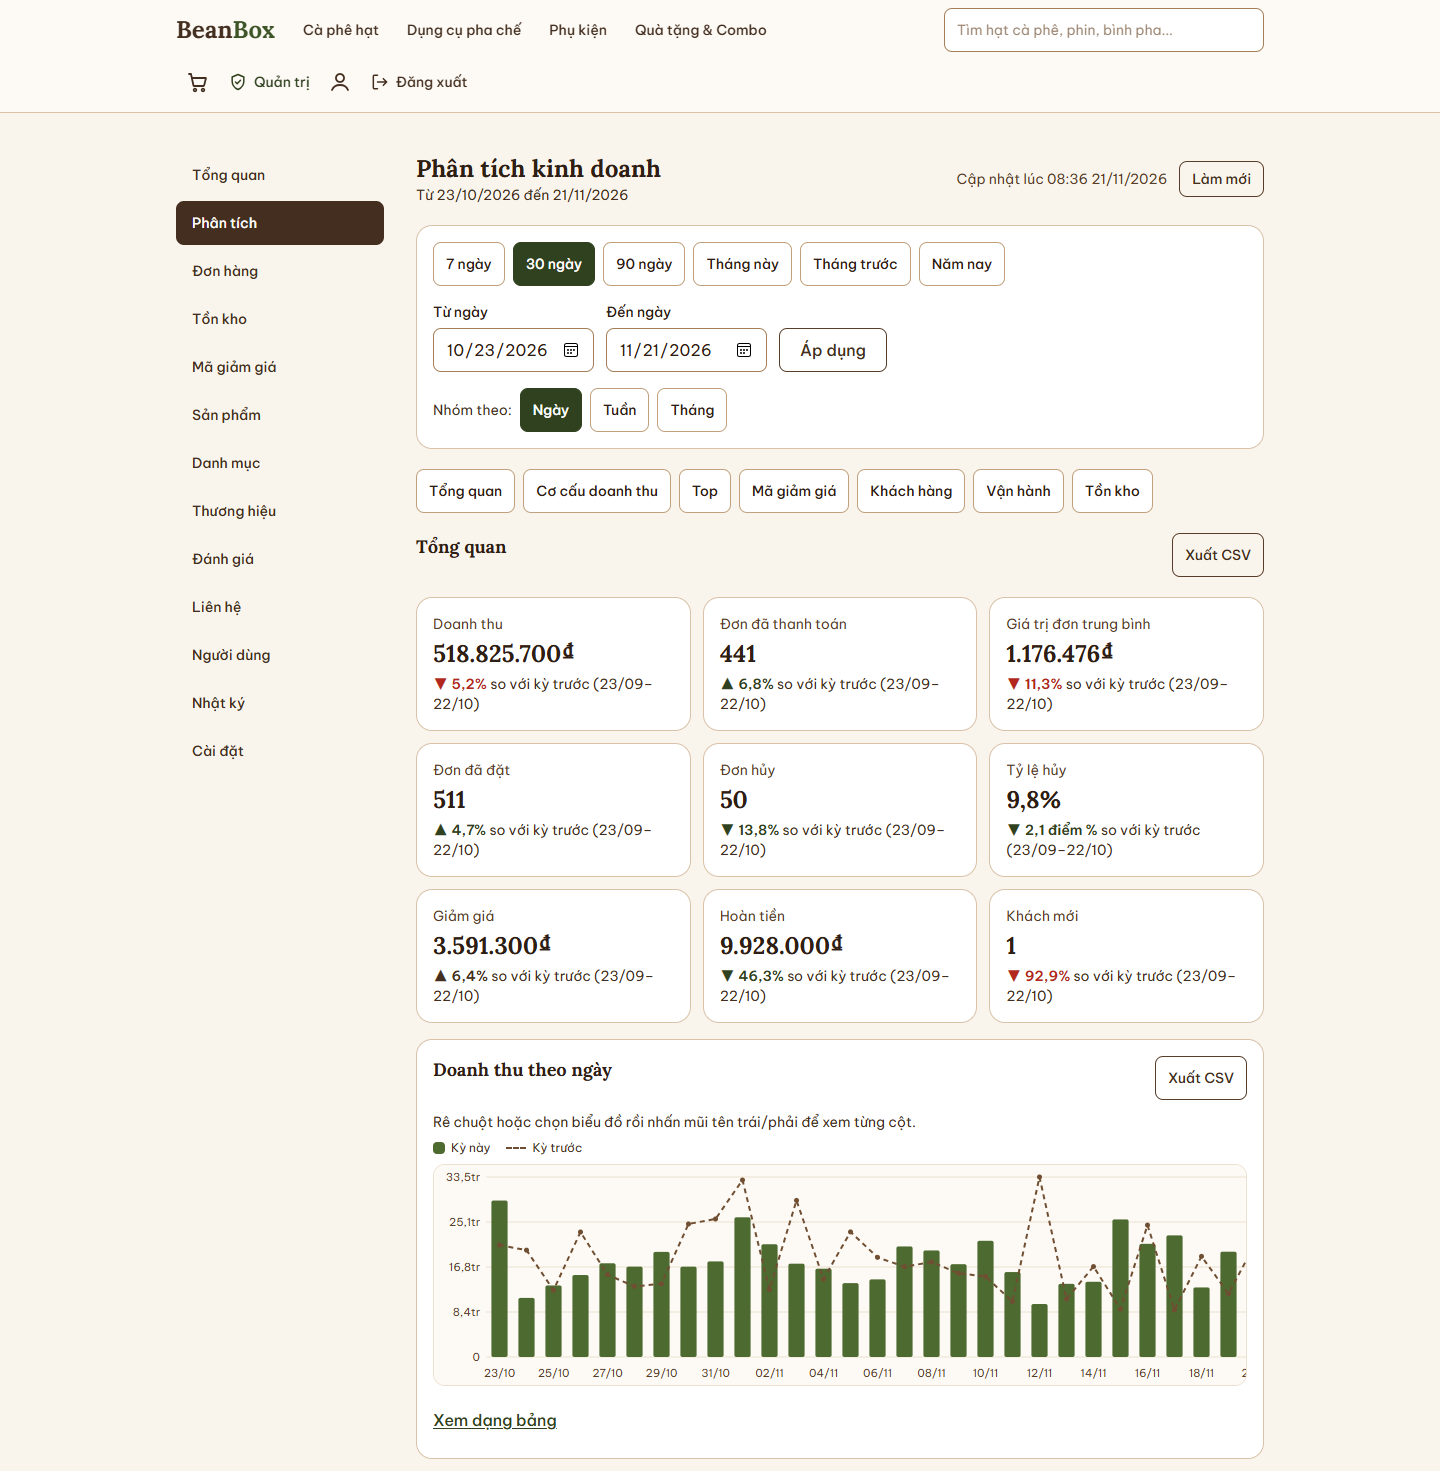 BeanBox Cà phê hạt Dụng cụ pha chế Phụ kiện Quà tặng & Combo Tìm hạt cà phê, phin, bình pha...
Quản trị Đăng xuất
Tổng quan
Phân tích
Đơn hàng
Tồn kho
Mã giảm giá
Sản phẩm
Danh mục
Thương hiệu
Đánh giá
Liên hệ
Người dùng
Nhật ký
Cài đặt
Phân tích kinh doanh
Từ 23/10/2026 đến 21/11/2026
Cập nhật lúc 08:36 21/11/2026 Làm mới
7 ngày 30 ngày 90 ngày Tháng này Tháng trước Năm nay
Từ ngày Đến ngày
10/23/2026 11/21/2026 Áp dụng
Nhóm theo: Ngày Tuần Tháng
Tổng quan Cơ cấu doanh thu Top Mã giảm giá Khách hàng Vận hành Tồn kho
Tổng quan Xuất CSV
Doanh thu
518.825.700₫
▼ 5,2% so với kỳ trước (23/09–
22/10)
Đơn đã thanh toán
441
▲ 6,8% so với kỳ trước (23/09–
22/10)
Giá trị đơn trung bình
1.176.476₫
▼ 11,3% so với kỳ trước (23/09–
22/10)
Đơn đã đặt
511
▲ 4,7% so với kỳ trước (23/09–
22/10)
Đơn hủy
50
▼ 13,8% so với kỳ trước (23/09–
22/10)
Tỷ lệ hủy
9,8%
▼ 2,1 điểm % so với kỳ trước
(23/09–22/10)
Giảm giá
3.591.300₫
▲ 6,4% so với kỳ trước (23/09–
22/10)
Hoàn tiền
9.928.000₫
▼ 46,3% so với kỳ trước (23/09–
22/10)
Khách mới
1
▼ 92,9% so với kỳ trước (23/09–
22/10)
Doanh thu theo ngày Xuất CSV
Rê chuột hoặc chọn biểu đồ rồi nhấn mũi tên trái/phải để xem từng cột.
Kỳ này Kỳ trước
33,5tr
25,1tr
16,8tr
8,4tr
0
23/10 25/10 27/10 29/10 31/10 02/11 04/11 06/11 08/11 10/11 12/11 14/11 16/11 18/11
Xem dạng bảng